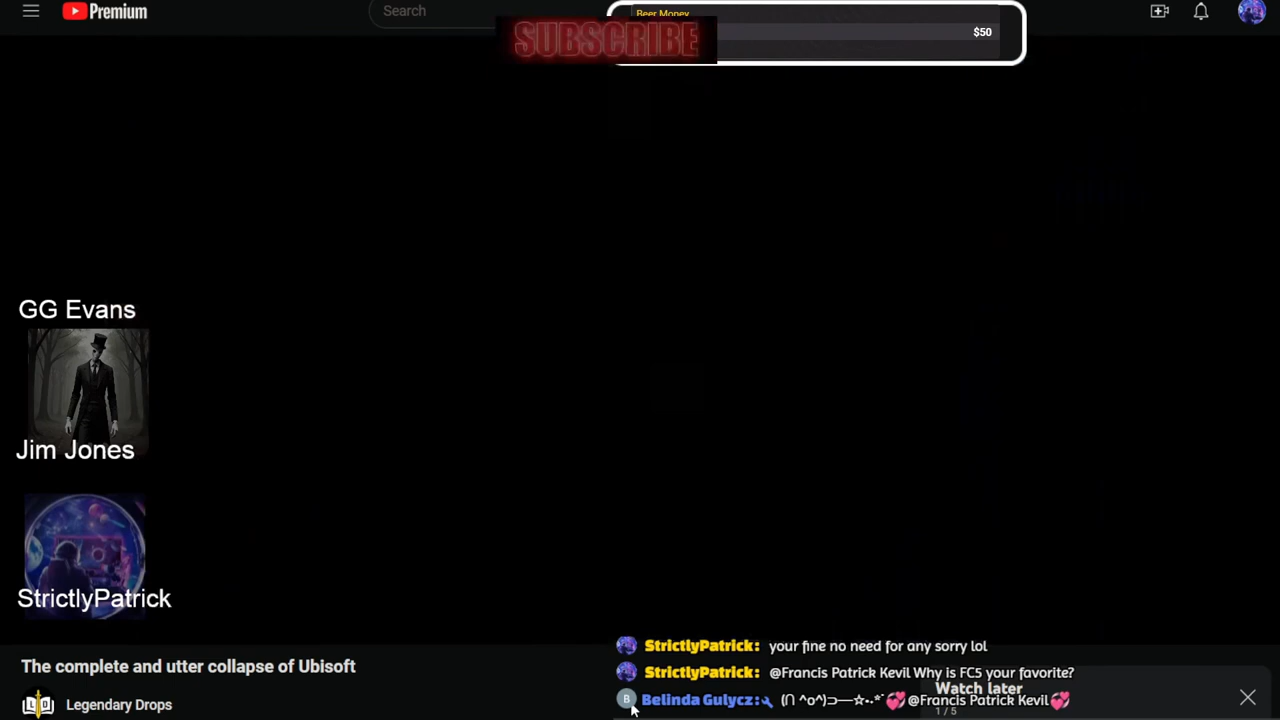 Premium
Search
SUBSCRIBE
Beer Money
$50
GG Evans
Jim Jones
StrictlyPatrick
The complete and utter collapse of Ubisoft
Legendary Drops
StrictlyPatrick: your fine no need for any sorry lol
StrictlyPatrick: @Francis Patrick Kevil Why is FC5 your favorite?
Belinda Gulycz: (∩ ^o^)⊃━☆•.*˙ 💞@Francis Patrick Kevil💞
Watch later
1 / 5
B